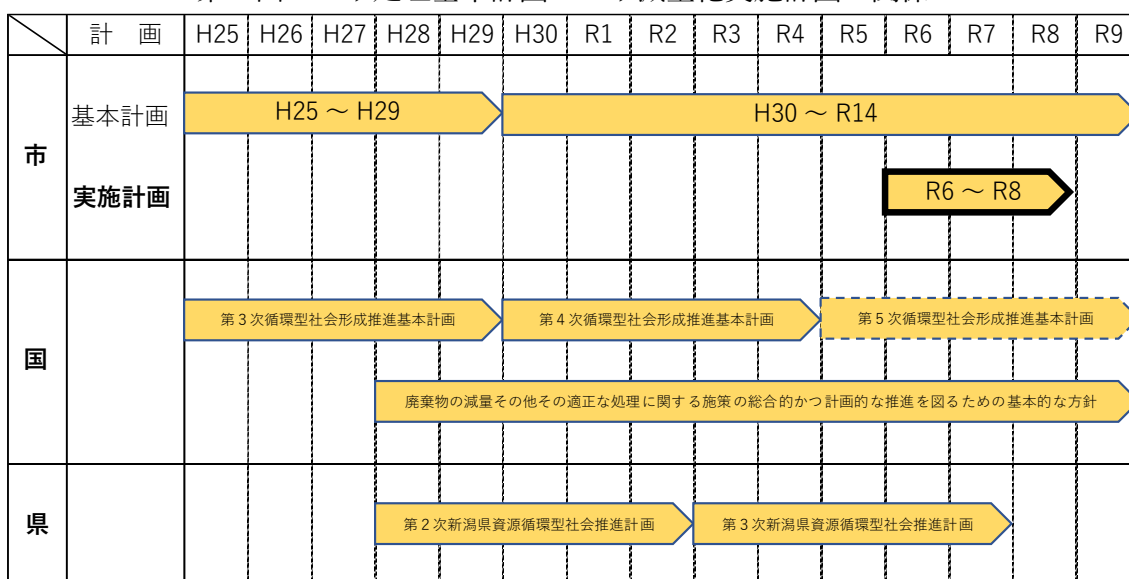 計 画 H25 H26 H27 H28 H29 H30 R1 R2 R3 R4 R5 R6 R7 R8 R9
市
基本計画
H25 ～ H29
H30 ～ R14
実施計画
R6 ～ R8
国
第3次循環型社会形成推進基本計画
第4次循環型社会形成推進基本計画
第5次循環型社会形成推進基本計画
廃棄物の減量その他その適正な処理に関する施策の総合的かつ計画的な推進を図るための基本的な方針
県
第2次新潟県資源循環型社会推進計画
第3次新潟県資源循環型社会推進計画